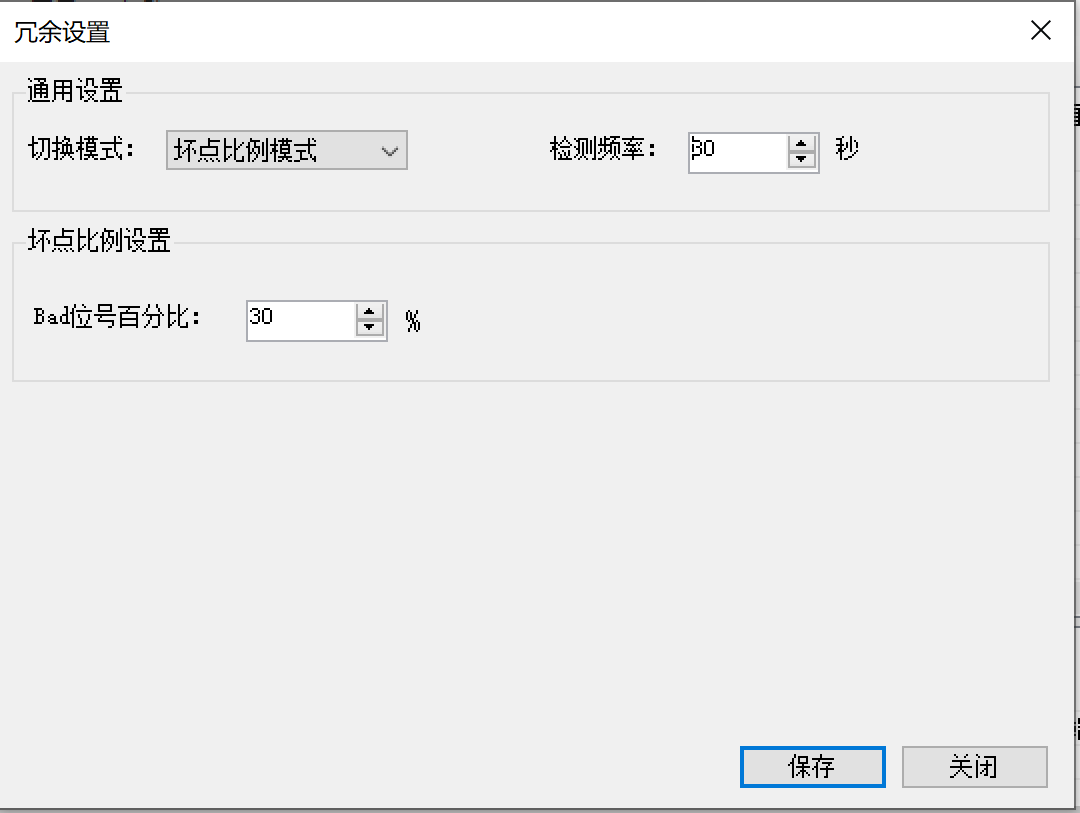 冗余设置
通用设置
切换模式： 坏点比例模式 检测频率： 30 秒
坏点比例设置
Bad位号百分比： 30 %
保存 关闭